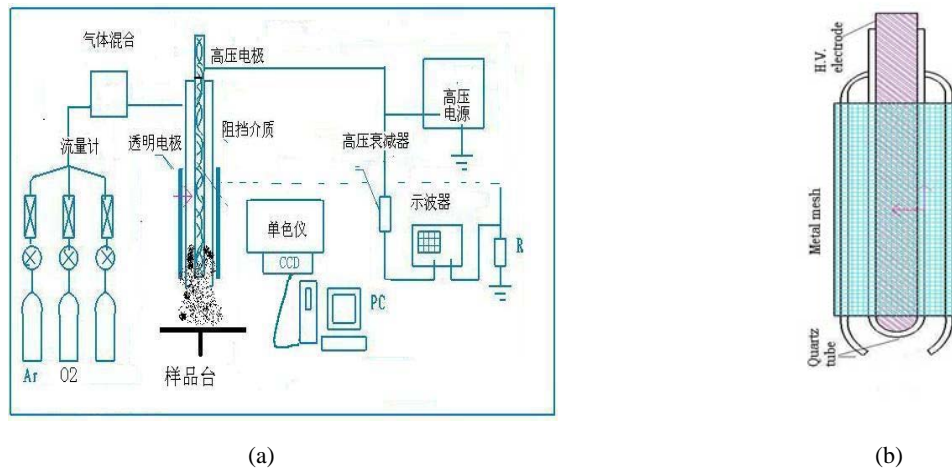 气体混合
高压电极
高压
电源
流量计
透明电极
阻挡介质
高压衰减器
示波器
单色仪
CCD
R
PC
Ar
O2
样品台
(a)
H.V.
electrode
Metal mesh
Quartz
tube
(b)